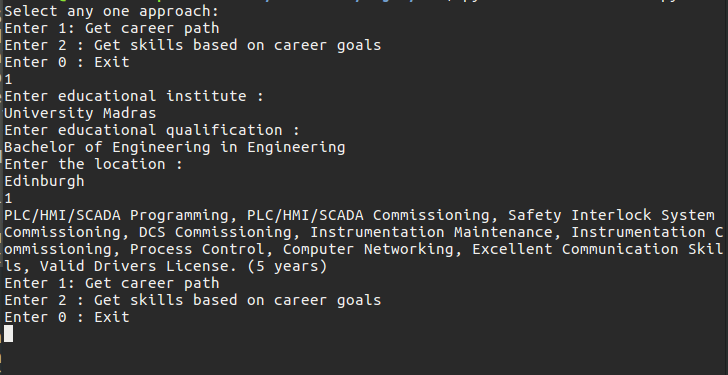 Select any one approach:
Enter 1: Get career path
Enter 2 : Get skills based on career goals
Enter 0 : Exit
1
Enter educational institute :
University Madras
Enter educational qualification :
Bachelor of Engineering in Engineering
Enter the location :
Edinburgh
1
PLC/HMI/SCADA Programming, PLC/HMI/SCADA Commissioning, Safety Interlock System
Commissioning, DCS Commissioning, Instrumentation Maintenance, Instrumentation C
ommissioning, Process Control, Computer Networking, Excellent Communication Skil
ls, Valid Drivers License. (5 years)
Enter 1: Get career path
Enter 2 : Get skills based on career goals
Enter 0 : Exit